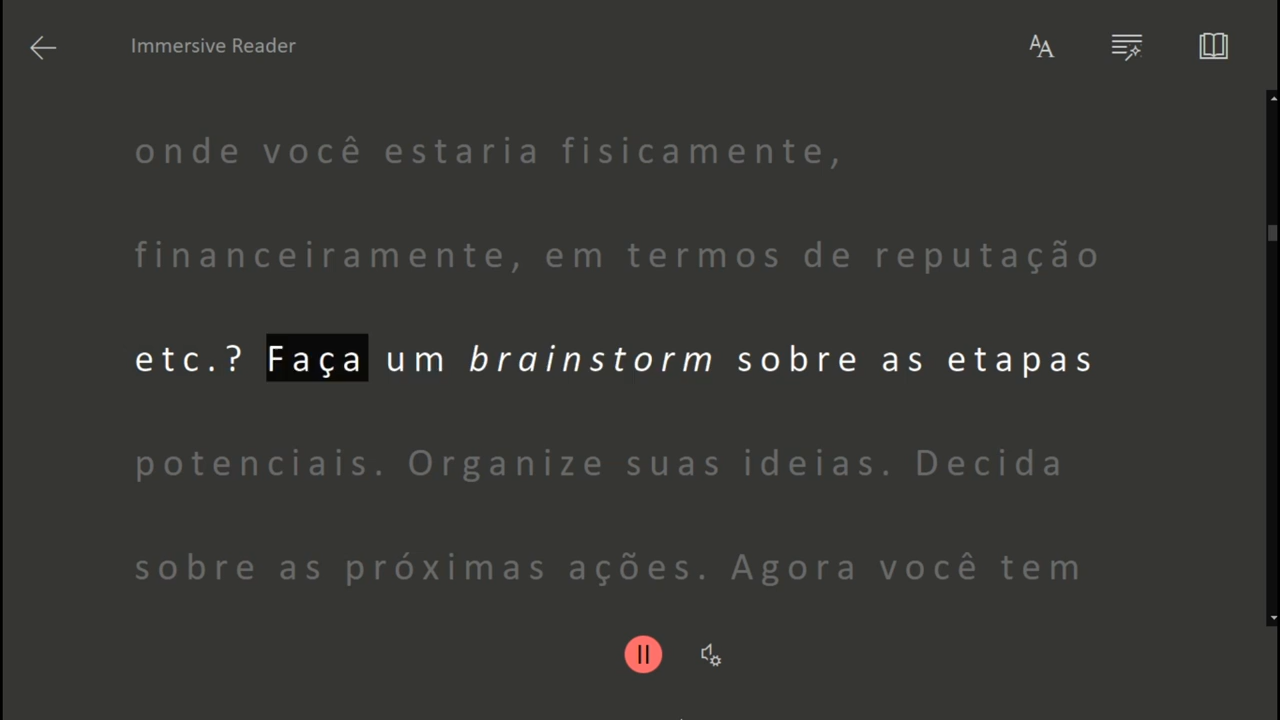 Immersive Reader
onde você estaria fisicamente,
financeiramente, em termos de reputação
etc.? Faça um brainstorm sobre as etapas
potenciais. Organize suas ideias. Decida
sobre as próximas ações. Agora você tem